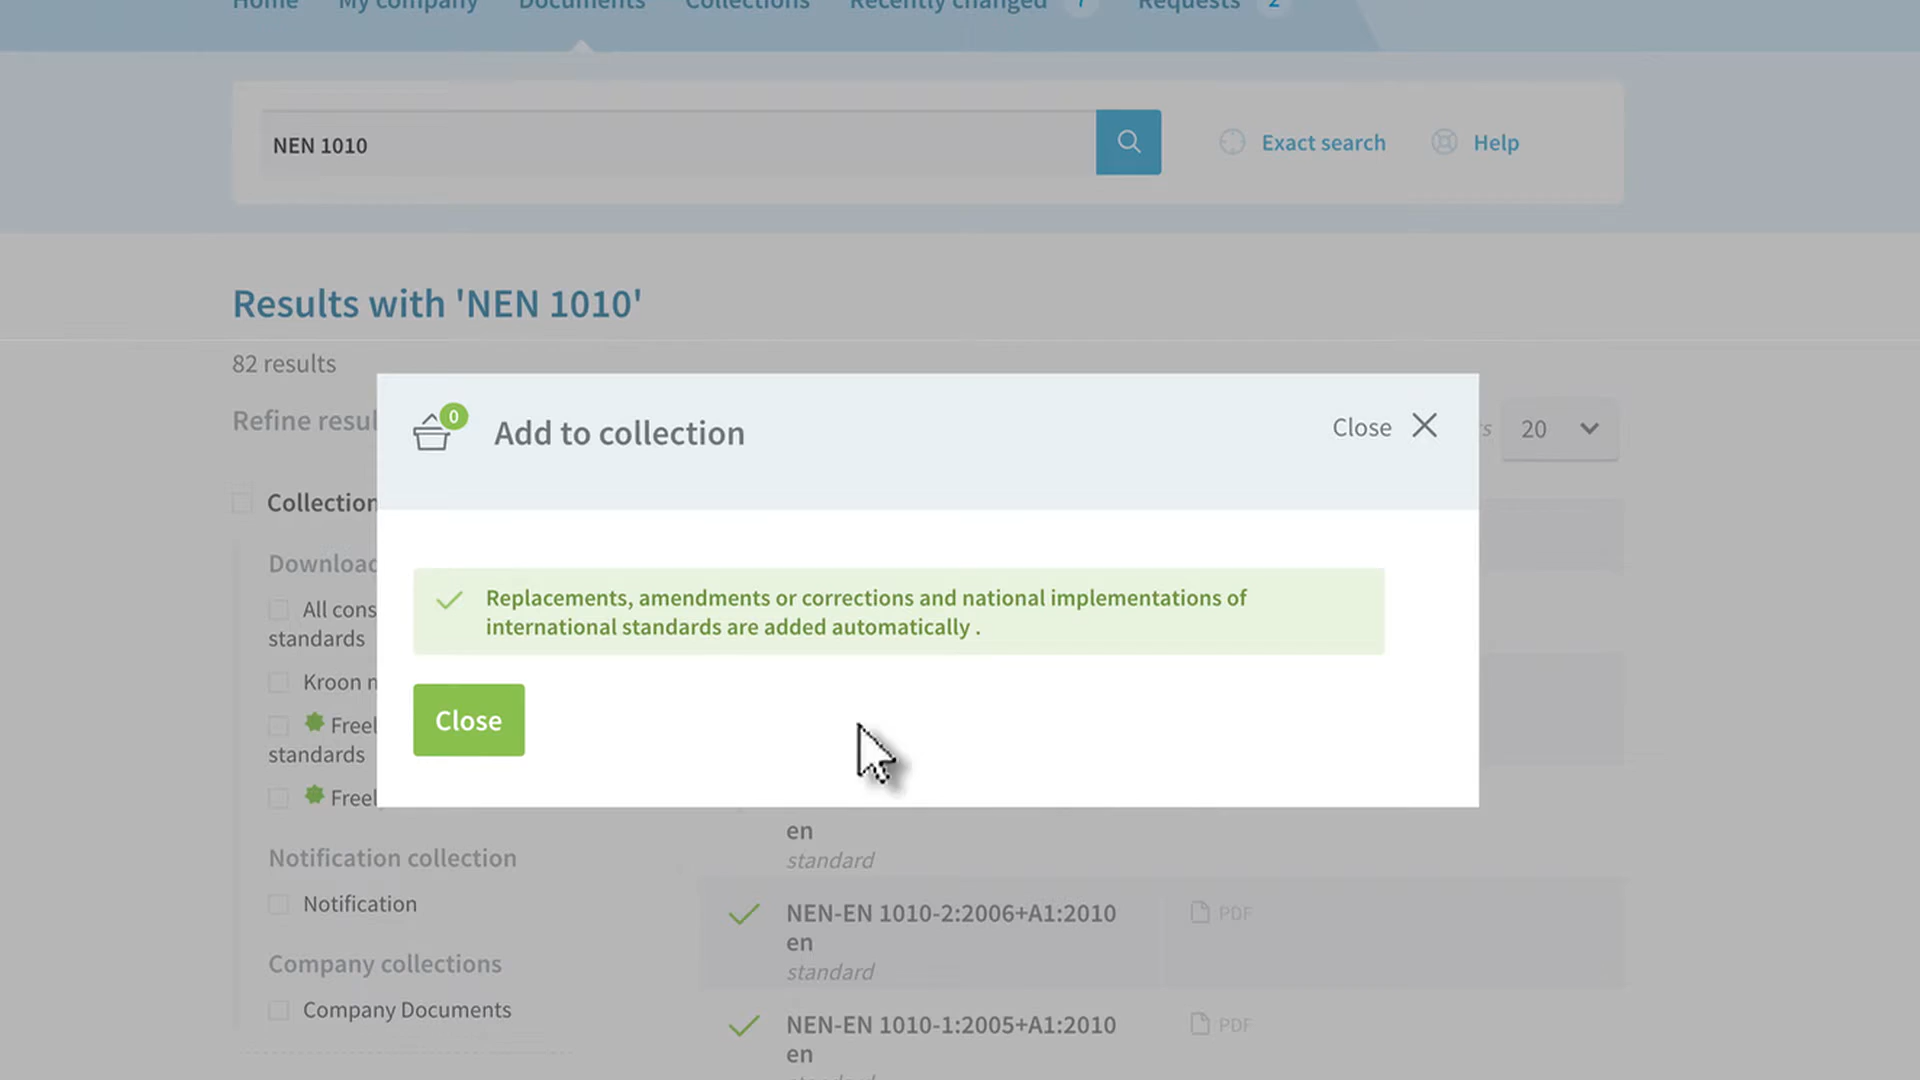 Home My company Documents Collections Recently changed 7 Requests 2
NEN 1010
Exact search
Help
Results with 'NEN 1010'
82 results
Refine resul
20
0
Add to collection
Close
Collection
Replacements, amendments or corrections and national implementations of
international standards are added automatically .
Close
Download
All cons
standards
Kroon n
Freel
standards
Freel
Notification collection
Notification
Company collections
Company Documents
en
standard
NEN-EN 1010-2:2006+A1:2010
PDF
en
standard
NEN-EN 1010-1:2005+A1:2010
PDF
en
standard